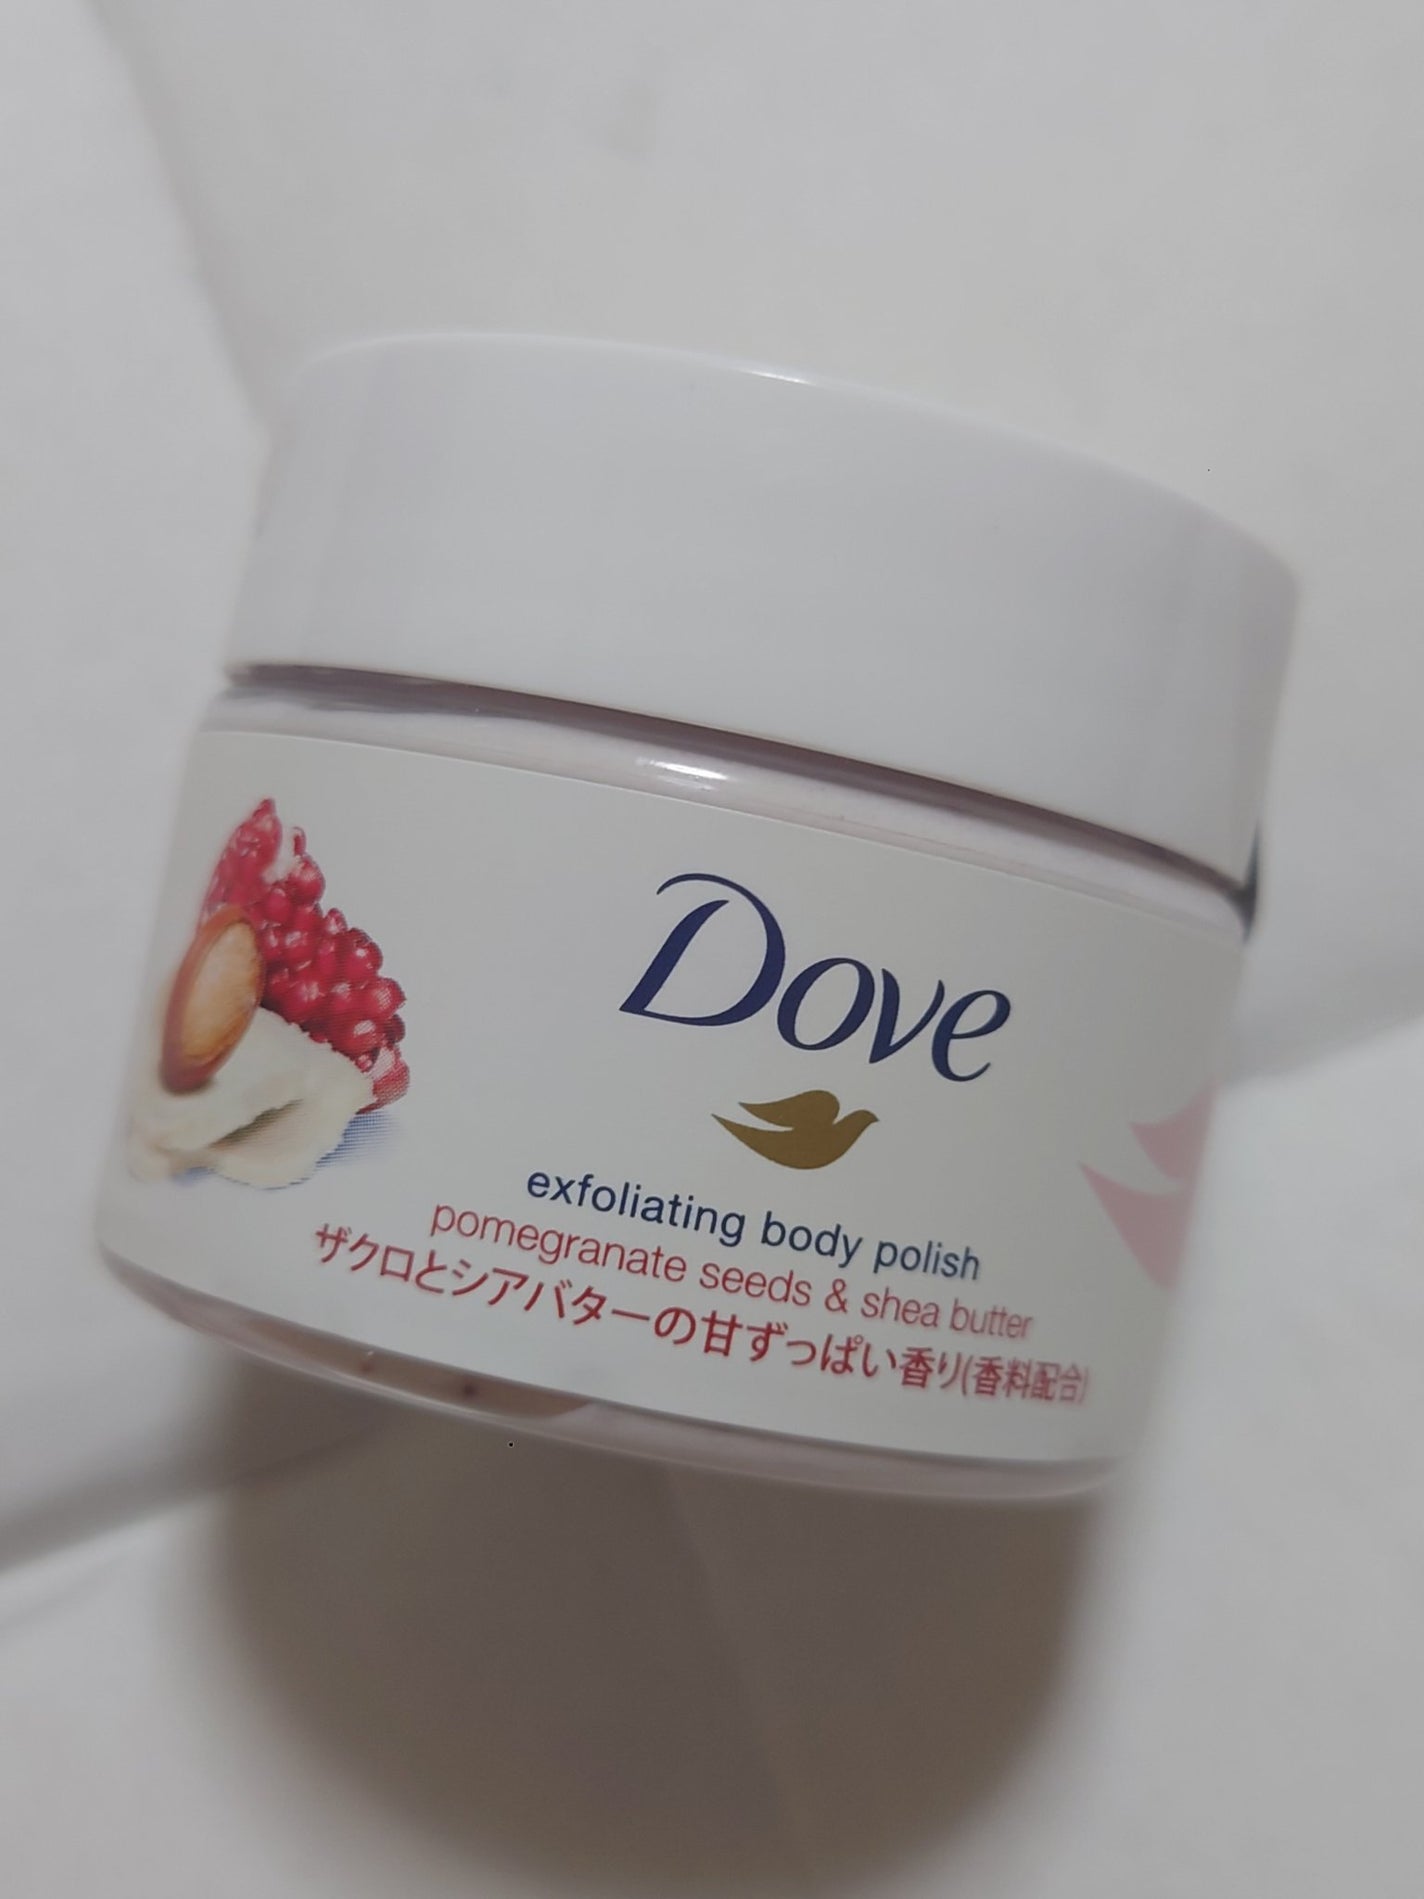 Dove
exfoliating body polish
pomegranate seeds & shea butter
ザクロとシアバターの甘ずっぱい香り(香料配合)